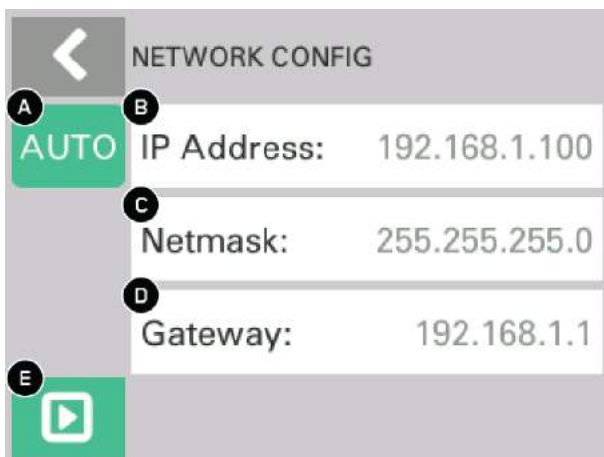 NETWORK CONFIG
A B
AUTO IP Address: 192.168.1.100
C
Netmask: 255.255.255.0
D
Gateway: 192.168.1.1
E